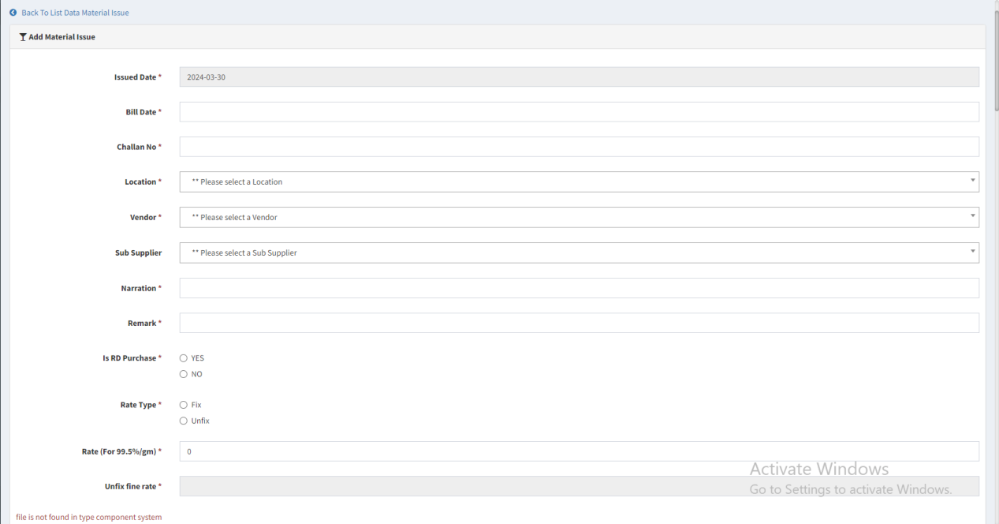 Back To List Data Material Issue
Add Material Issue
Issued Date *
2024-03-30
Bill Date *
Challan No *
Location *
** Please select a Location
Vendor *
** Please select a Vendor
Sub Supplier
** Please select a Sub Supplier
Narration *
Remark *
Is RD Purchase *
YES
NO
Rate Type *
Fix
Unfix
Rate (For 99.5%/gm) *
0
Unfix fine rate *
Activate Windows
Go to Settings to activate Windows.
file is not found in type component system